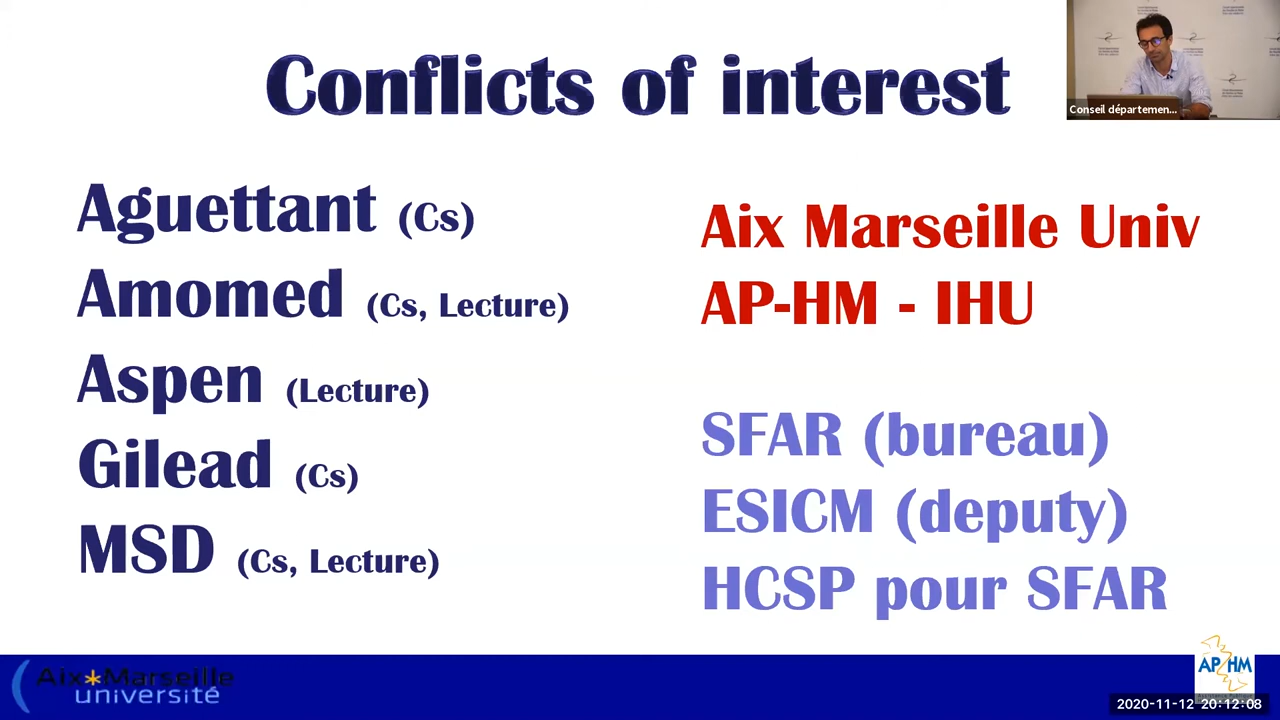 Conflicts of interest
Conseil départemen...
Aguettant (Cs)
Amomed (Cs, Lecture)
Aspen (Lecture)
Gilead (Cs)
MSD (Cs, Lecture)
Aix Marseille Univ
AP-HM - IHU
SFAR (bureau)
ESICM (deputy)
HCSP pour SFAR
Aix*Marseille
université
AP HM
2020-11-12 20:12:08